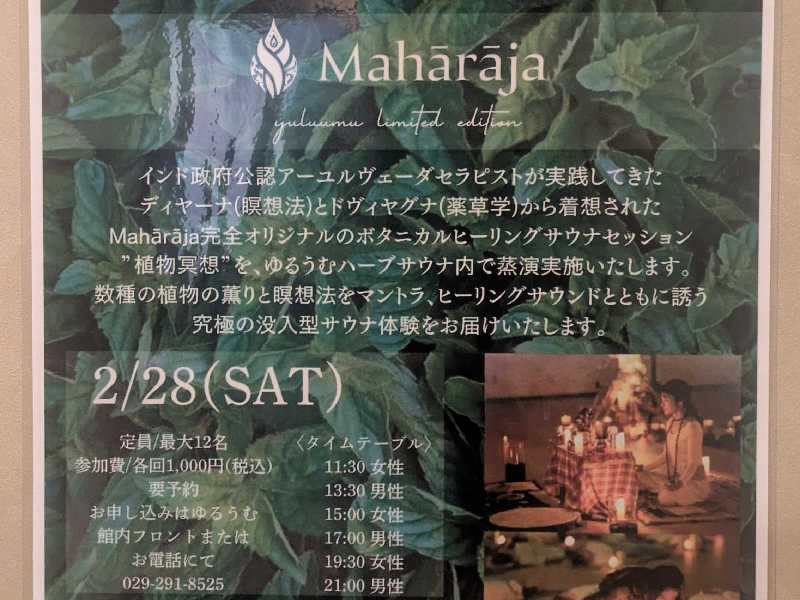 Mahārāja
yuluumu limited edition
インド政府公認アーユルヴェーダセラピストが実践してきた
ディヤーナ(瞑想法)とドヴィヤグナ(薬草学)から着想された
Mahārāja完全オリジナルのボタニカルヒーリングサウナセッション
”植物冥想”を、ゆるうむハーブサウナ内で蒸演実施いたします。
数種の植物の薫りと瞑想法をマントラ、ヒーリングサウンドとともに誘う
究極の没入型サウナ体験をお届けいたします。
2/28(SAT)
定員/最大12名
参加費/各回1,000円(税込)
要予約
お申し込みはゆるうむ
館内フロントまたは
お電話にて
029-291-8525
〈タイムテーブル〉
11:30 女性
13:30 男性
15:00 女性
17:00 男性
19:30 女性
21:00 男性